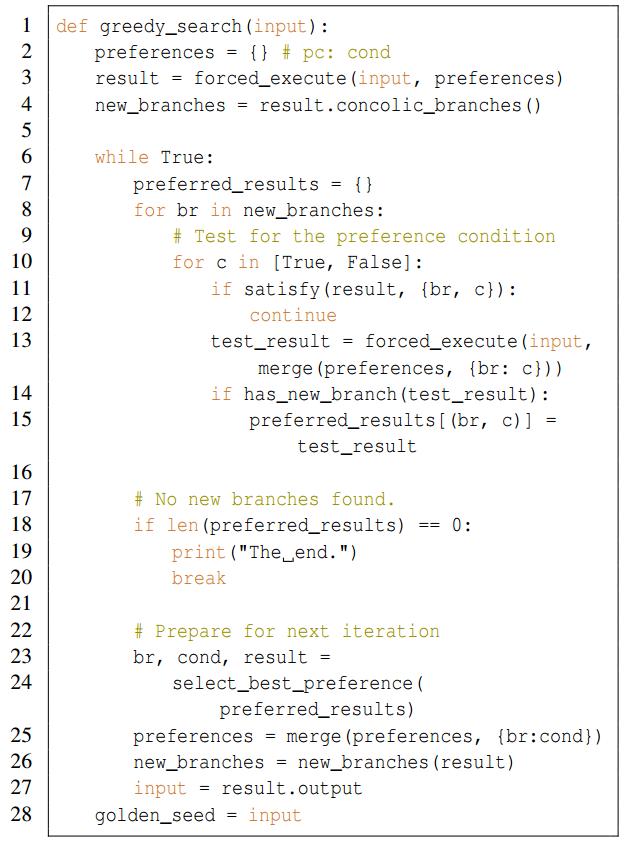 1 def greedy_search(input):
2     preferences = {} # pc: cond
3     result = forced_execute(input, preferences)
4     new_branches = result.concolic_branches()
5
6     while True:
7         preferred_results = {}
8         for br in new_branches:
9             # Test for the preference condition
10             for c in [True, False]:
11                 if satisfy(result, {br, c}):
12                     continue
13                 test_result = forced_execute(input,
                      merge(preferences, {br: c}))
14                 if has_new_branch(test_result):
15                     preferred_results[(br, c)] =
                          test_result
16
17         # No new branches found.
18         if len(preferred_results) == 0:
19             print("The␣end.")
20             break
21
22         # Prepare for next iteration
23         br, cond, result =
24             select_best_preference(
                  preferred_results)
25         preferences = merge(preferences, {br:cond})
26         new_branches = new_branches(result)
27         input = result.output
28     golden_seed = input